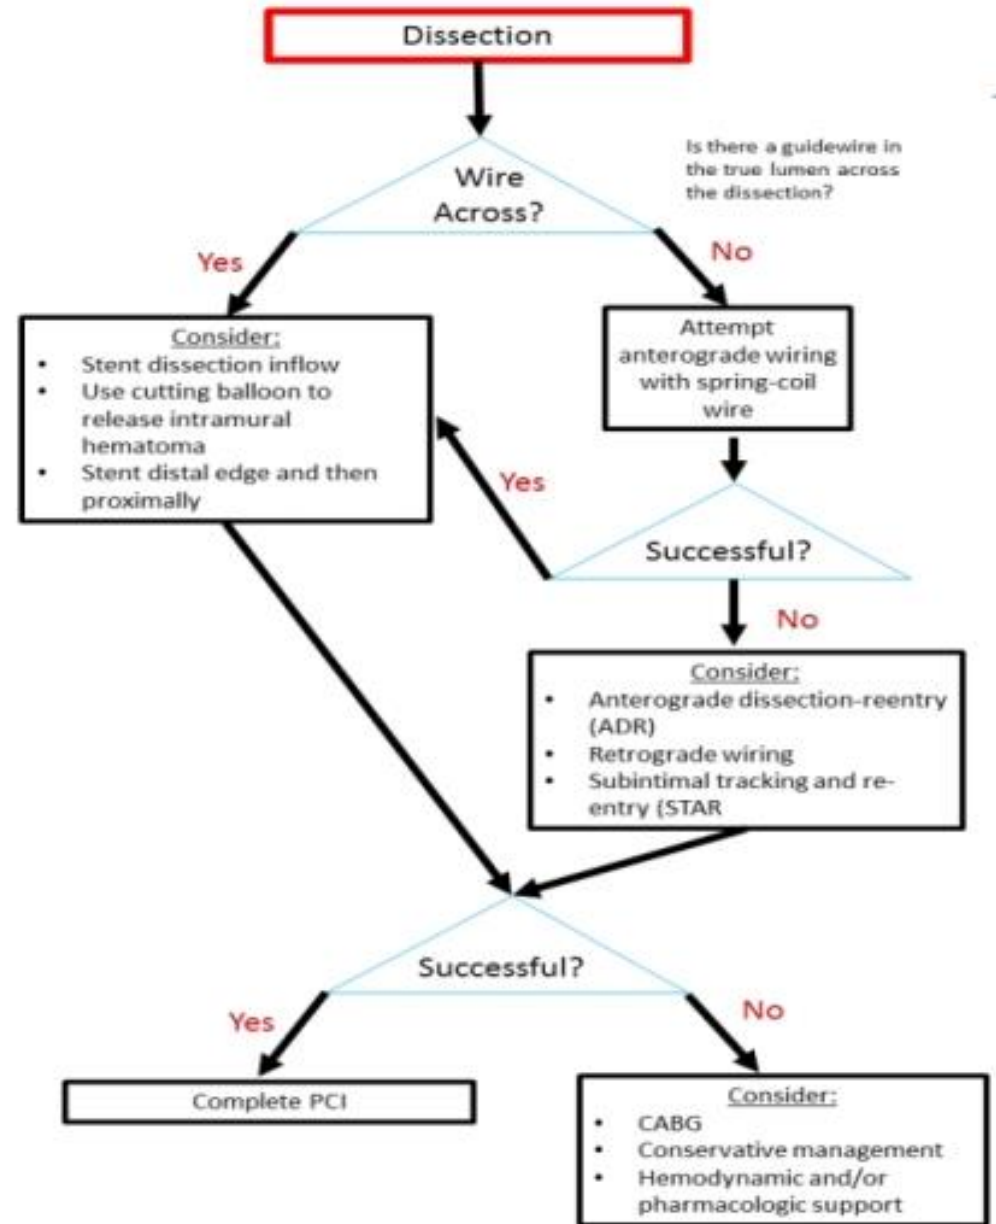 Dissection
Is there a guidewire in
the true lumen across
the dissection?
Wire
Across?
Yes
No
Consider:
• Stent dissection inflow
• Use cutting balloon to
release intramural
hematoma
• Stent distal edge and then
proximally
Attempt
anterograde wiring
with spring-coil
wire
Yes
Successful?
No
Consider:
• Anterograde dissection-reentry
(ADR)
• Retrograde wiring
• Subintimal tracking and re-
entry (STAR
Successful?
Yes
No
Complete PCI
Consider:
• CABG
• Conservative management
• Hemodynamic and/or
pharmacologic support